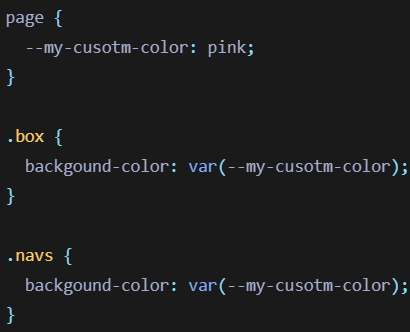 page {
  --my-cusotm-color: pink;
}

.box {
  backgound-color: var(--my-cusotm-color);
}

.navs {
  backgound-color: var(--my-cusotm-color);
}